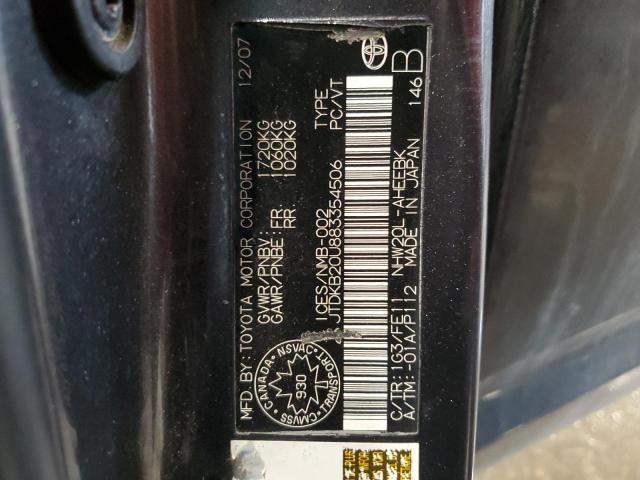 MFD BY: TOYOTA MOTOR CORPORATION 12/07
GVWR/PNBV: 1720KG
GAWR/PNBE: FR 1060KG
RR 1020KG
ICES/NMB-002 TYPE
JTDKB20U883354506 PC/VT
C/TR: 1G3/FE11 NHW20L-AHEEBK
A/TM: -01A/P112 MADE IN JAPAN 146 B
CANADA NSVAC TRANSPORT CMVSS
930